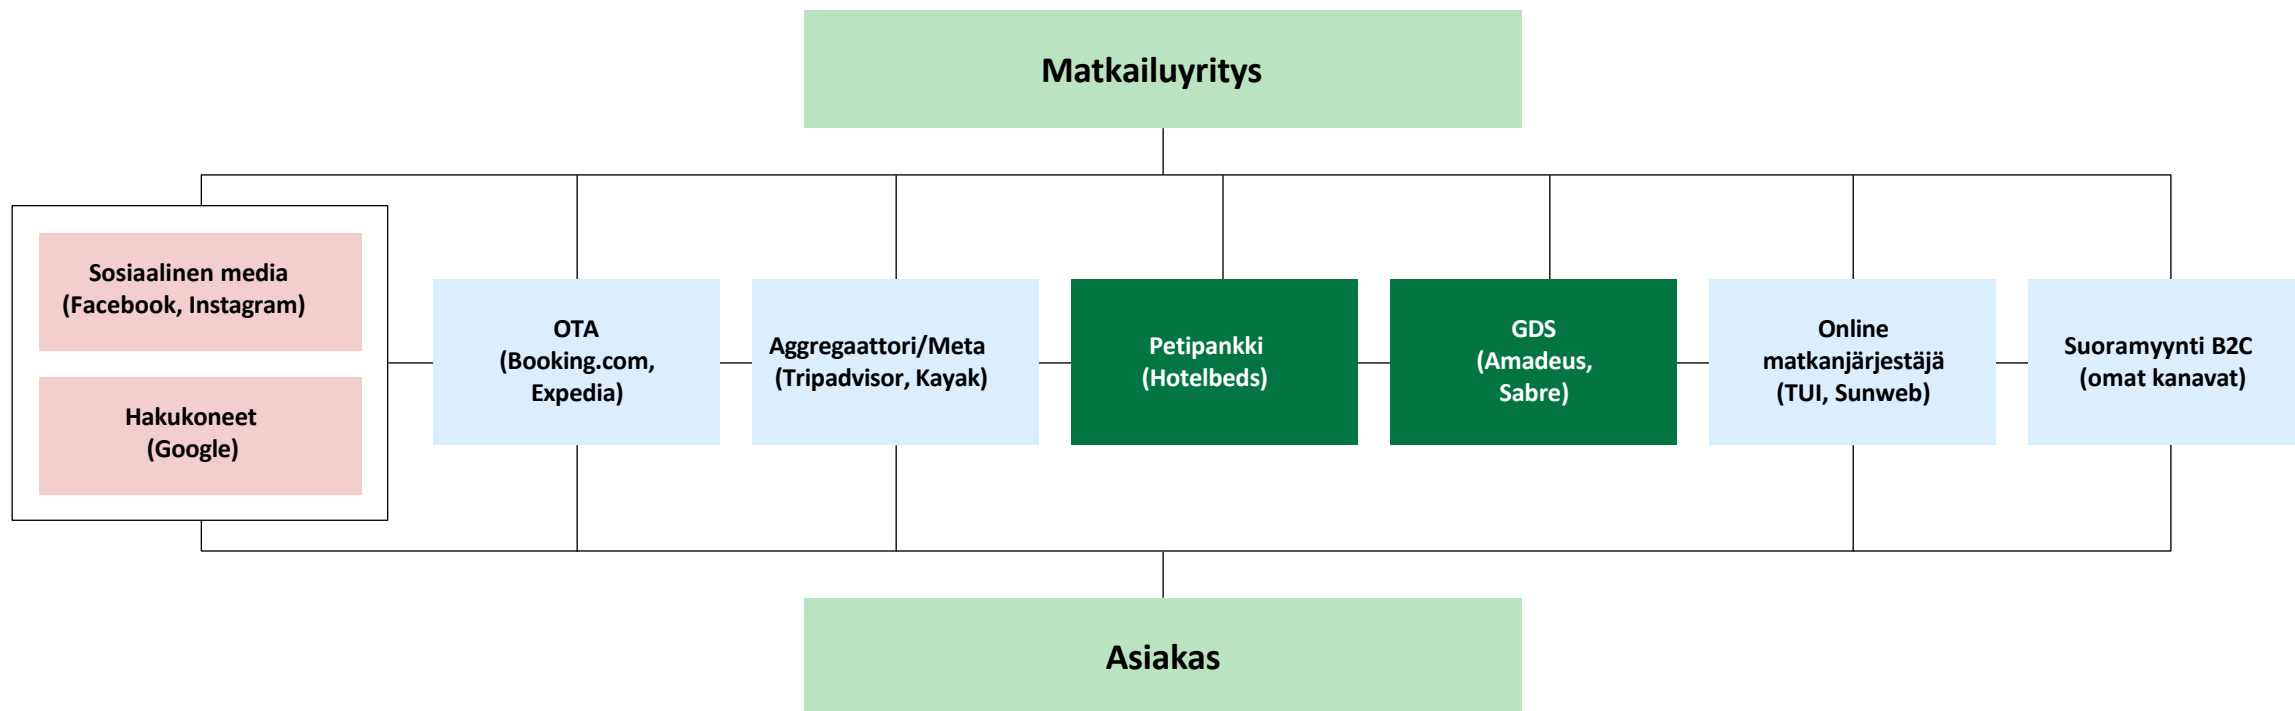 Matkailuyritys
Sosiaalinen media
(Facebook, Instagram)
Hakukoneet
(Google)
OTA
(Booking.com,
Expedia)
Aggregaattori/Meta
(Tripadvisor, Kayak)
Petipankki
(Hotelbeds)
GDS
(Amadeus,
Sabre)
Online
matkanjärjestäjä
(TUI, Sunweb)
Suoramyynti B2C
(omat kanavat)
Asiakas